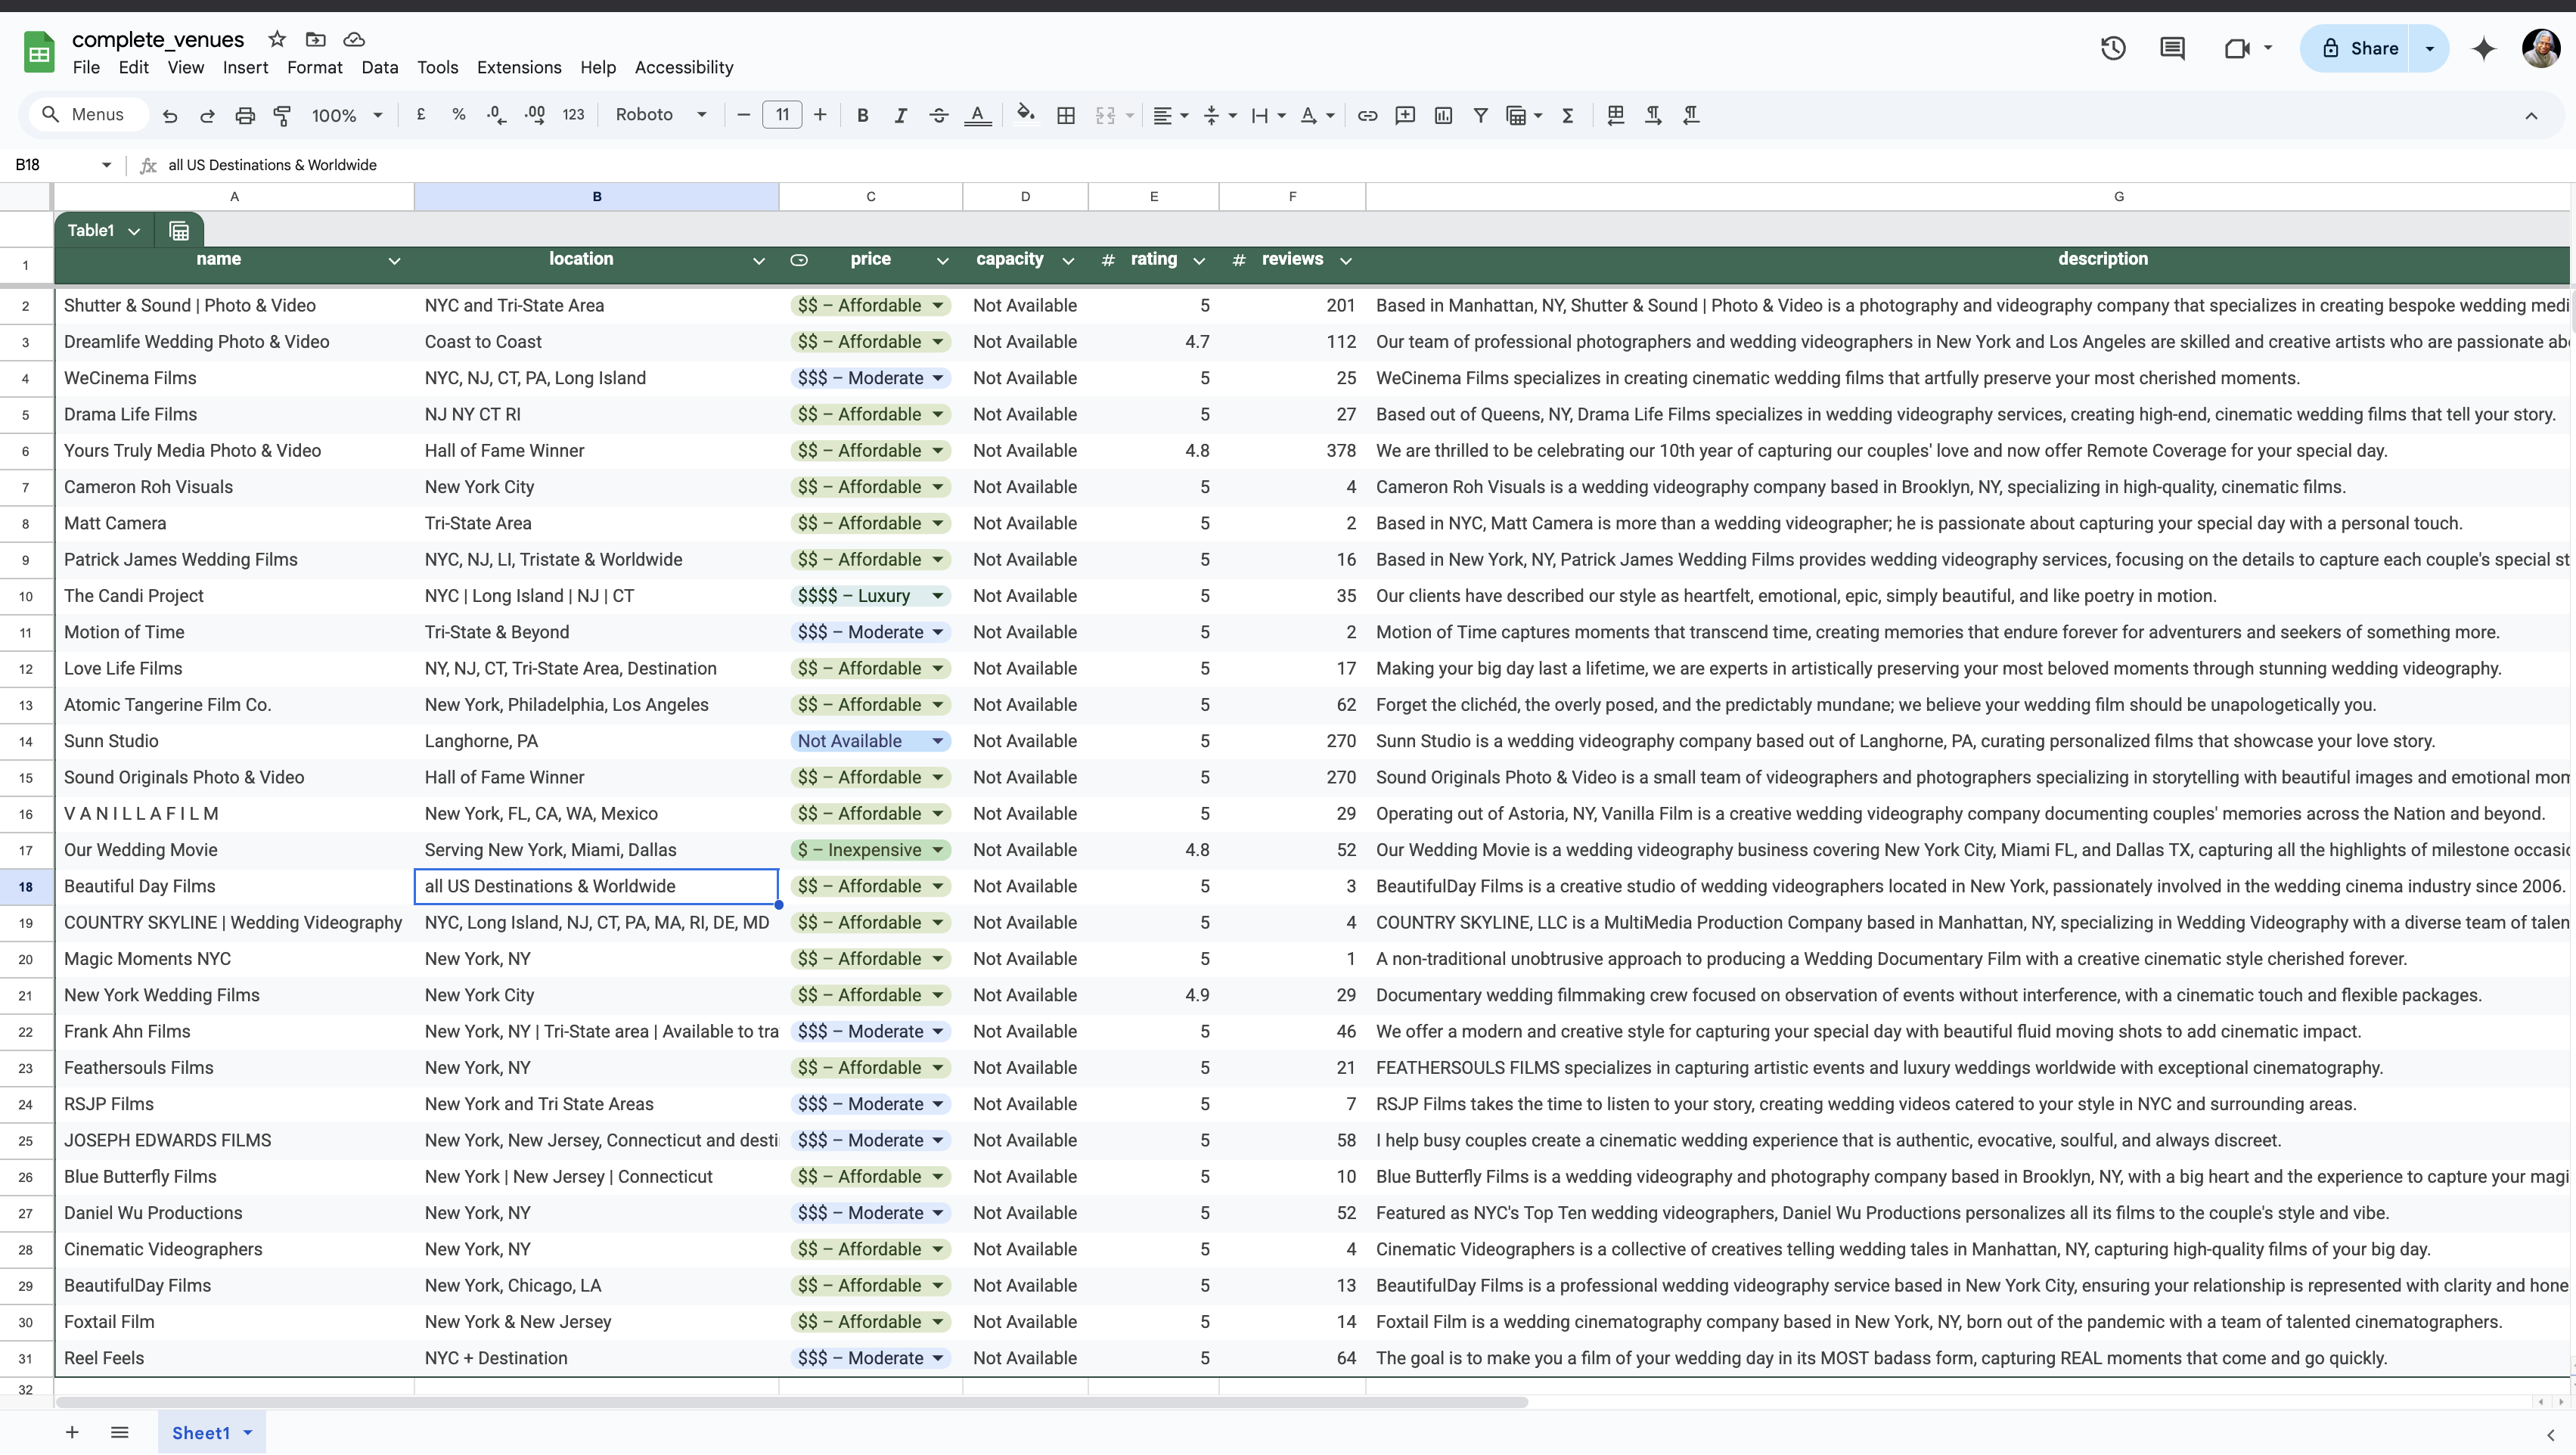 complete_venues
File Edit View Insert Format Data Tools Extensions Help Accessibility
Share
Menus 100% £ % .0 .00 123 Roboto 11 B I A Σ
B18 fx all US Destinations & Worldwide
A B C D E F G
Table1
1 name location price capacity # rating # reviews description
2 Shutter & Sound | Photo & Video NYC and Tri-State Area $$ – Affordable Not Available 5 201 Based in Manhattan, NY, Shutter & Sound | Photo & Video is a photography and videography company that specializes in creating bespoke wedding medi
3 Dreamlife Wedding Photo & Video Coast to Coast $$ – Affordable Not Available 4.7 112 Our team of professional photographers and wedding videographers in New York and Los Angeles are skilled and creative artists who are passionate abo
4 WeCinema Films NYC, NJ, CT, PA, Long Island $$$ – Moderate Not Available 5 25 WeCinema Films specializes in creating cinematic wedding films that artfully preserve your most cherished moments.
5 Drama Life Films NJ NY CT RI $$ – Affordable Not Available 5 27 Based out of Queens, NY, Drama Life Films specializes in wedding videography services, creating high-end, cinematic wedding films that tell your story.
6 Yours Truly Media Photo & Video Hall of Fame Winner $$ – Affordable Not Available 4.8 378 We are thrilled to be celebrating our 10th year of capturing our couples' love and now offer Remote Coverage for your special day.
7 Cameron Roh Visuals New York City $$ – Affordable Not Available 5 4 Cameron Roh Visuals is a wedding videography company based in Brooklyn, NY, specializing in high-quality, cinematic films.
8 Matt Camera Tri-State Area $$ – Affordable Not Available 5 2 Based in NYC, Matt Camera is more than a wedding videographer; he is passionate about capturing your special day with a personal touch.
9 Patrick James Wedding Films NYC, NJ, LI, Tristate & Worldwide $$ – Affordable Not Available 5 16 Based in New York, NY, Patrick James Wedding Films provides wedding videography services, focusing on the details to capture each couple's special st
10 The Candi Project NYC | Long Island | NJ | CT $$$$ – Luxury Not Available 5 35 Our clients have described our style as heartfelt, emotional, epic, simply beautiful, and like poetry in motion.
11 Motion of Time Tri-State & Beyond $$$ – Moderate Not Available 5 2 Motion of Time captures moments that transcend time, creating memories that endure forever for adventurers and seekers of something more.
12 Love Life Films NY, NJ, CT, Tri-State Area, Destination $$ – Affordable Not Available 5 17 Making your big day last a lifetime, we are experts in artistically preserving your most beloved moments through stunning wedding videography.
13 Atomic Tangerine Film Co. New York, Philadelphia, Los Angeles $$ – Affordable Not Available 5 62 Forget the clichéd, the overly posed, and the predictably mundane; we believe your wedding film should be unapologetically you.
14 Sunn Studio Langhorne, PA Not Available Not Available 5 270 Sunn Studio is a wedding videography company based out of Langhorne, PA, curating personalized films that showcase your love story.
15 Sound Originals Photo & Video Hall of Fame Winner $$ – Affordable Not Available 5 270 Sound Originals Photo & Video is a small team of videographers and photographers specializing in storytelling with beautiful images and emotional mom
16 V A N I L L A F I L M New York, FL, CA, WA, Mexico $$ – Affordable Not Available 5 29 Operating out of Astoria, NY, Vanilla Film is a creative wedding videography company documenting couples' memories across the Nation and beyond.
17 Our Wedding Movie Serving New York, Miami, Dallas $ – Inexpensive Not Available 4.8 52 Our Wedding Movie is a wedding videography business covering New York City, Miami FL, and Dallas TX, capturing all the highlights of milestone occasio
18 Beautiful Day Films all US Destinations & Worldwide $$ – Affordable Not Available 5 3 BeautifulDay Films is a creative studio of wedding videographers located in New York, passionately involved in the wedding cinema industry since 2006.
19 COUNTRY SKYLINE | Wedding Videography NYC, Long Island, NJ, CT, PA, MA, RI, DE, MD $$ – Affordable Not Available 5 4 COUNTRY SKYLINE, LLC is a MultiMedia Production Company based in Manhattan, NY, specializing in Wedding Videography with a diverse team of talen
20 Magic Moments NYC New York, NY $$ – Affordable Not Available 5 1 A non-traditional unobtrusive approach to producing a Wedding Documentary Film with a creative cinematic style cherished forever.
21 New York Wedding Films New York City $$ – Affordable Not Available 4.9 29 Documentary wedding filmmaking crew focused on observation of events without interference, with a cinematic touch and flexible packages.
22 Frank Ahn Films New York, NY | Tri-State area | Available to tra $$$ – Moderate Not Available 5 46 We offer a modern and creative style for capturing your special day with beautiful fluid moving shots to add cinematic impact.
23 Feathersouls Films New York, NY $$ – Affordable Not Available 5 21 FEATHERSOULS FILMS specializes in capturing artistic events and luxury weddings worldwide with exceptional cinematography.
24 RSJP Films New York and Tri State Areas $$$ – Moderate Not Available 5 7 RSJP Films takes the time to listen to your story, creating wedding videos catered to your style in NYC and surrounding areas.
25 JOSEPH EDWARDS FILMS New York, New Jersey, Connecticut and desti $$$ – Moderate Not Available 5 58 I help busy couples create a cinematic wedding experience that is authentic, evocative, soulful, and always discreet.
26 Blue Butterfly Films New York | New Jersey | Connecticut $$ – Affordable Not Available 5 10 Blue Butterfly Films is a wedding videography and photography company based in Brooklyn, NY, with a big heart and the experience to capture your magi
27 Daniel Wu Productions New York, NY $$$ – Moderate Not Available 5 52 Featured as NYC's Top Ten wedding videographers, Daniel Wu Productions personalizes all its films to the couple's style and vibe.
28 Cinematic Videographers New York, NY $$ – Affordable Not Available 5 4 Cinematic Videographers is a collective of creatives telling wedding tales in Manhattan, NY, capturing high-quality films of your big day.
29 BeautifulDay Films New York, Chicago, LA $$ – Affordable Not Available 5 13 BeautifulDay Films is a professional wedding videography service based in New York City, ensuring your relationship is represented with clarity and hone
30 Foxtail Film New York & New Jersey $$ – Affordable Not Available 5 14 Foxtail Film is a wedding cinematography company based in New York, NY, born out of the pandemic with a team of talented cinematographers.
31 Reel Feels NYC + Destination $$$ – Moderate Not Available 5 64 The goal is to make you a film of your wedding day in its MOST badass form, capturing REAL moments that come and go quickly.
32
Sheet1